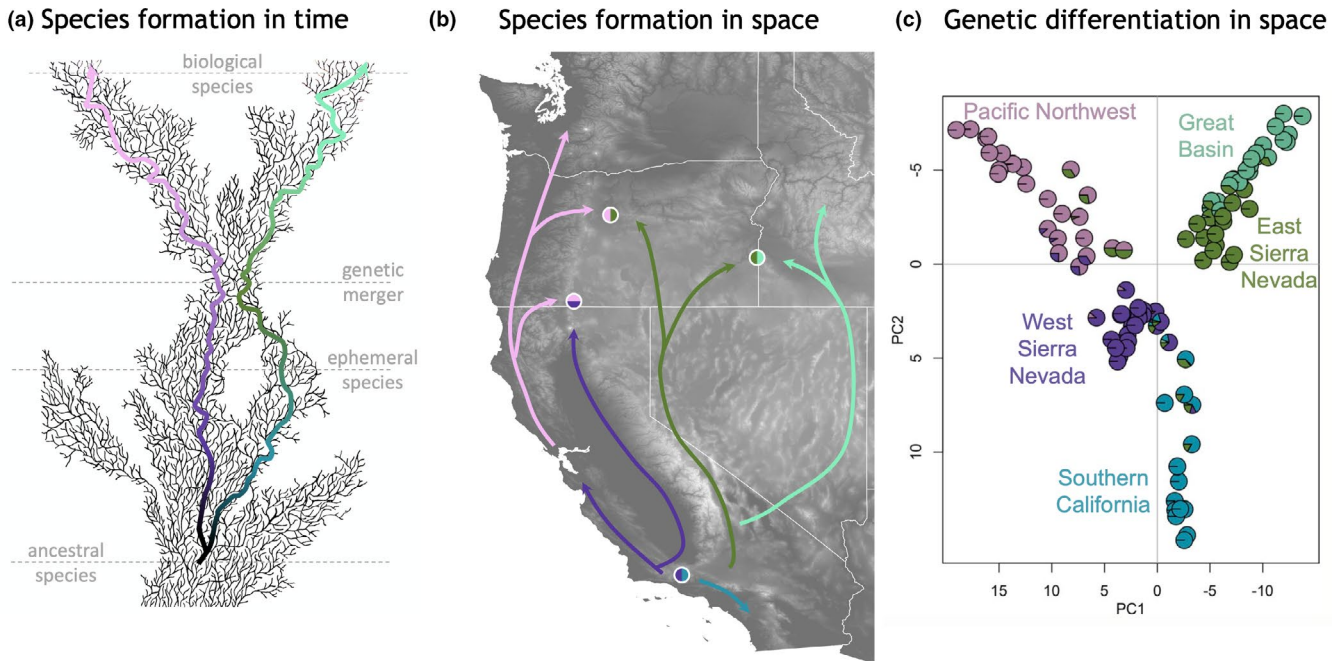 (a) Species formation in time
biological
species
genetic
merger
ephemeral
species
ancestral
species
(b) Species formation in space
(c) Genetic differentiation in space
Pacific Northwest
Great
Basin
East
Sierra
Nevada
West
Sierra
Nevada
Southern
California
-5
0
5
10
PC2
15
10
5
0
-5
-10
PC1